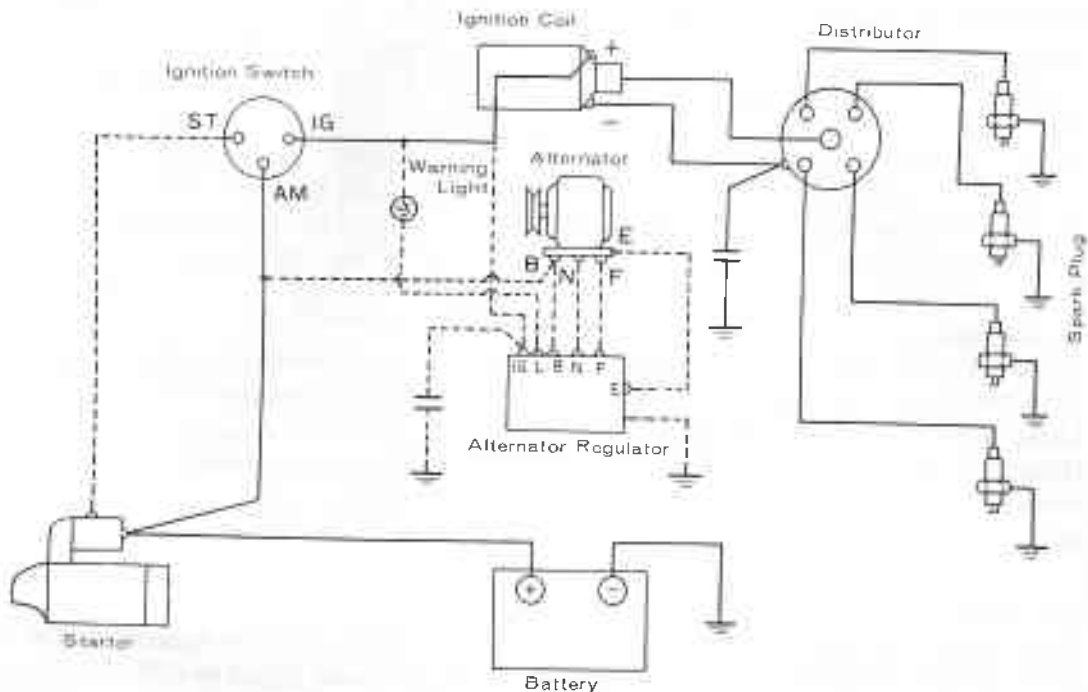 Ignition Coil
Distributor
+
Ignition Switch
ST
IG
−
Warning
Light
Alternator
AM
E
B
N
F
Spark Plug
IG L B N F
E
Alternator Regulator
+
−
Starter
Battery